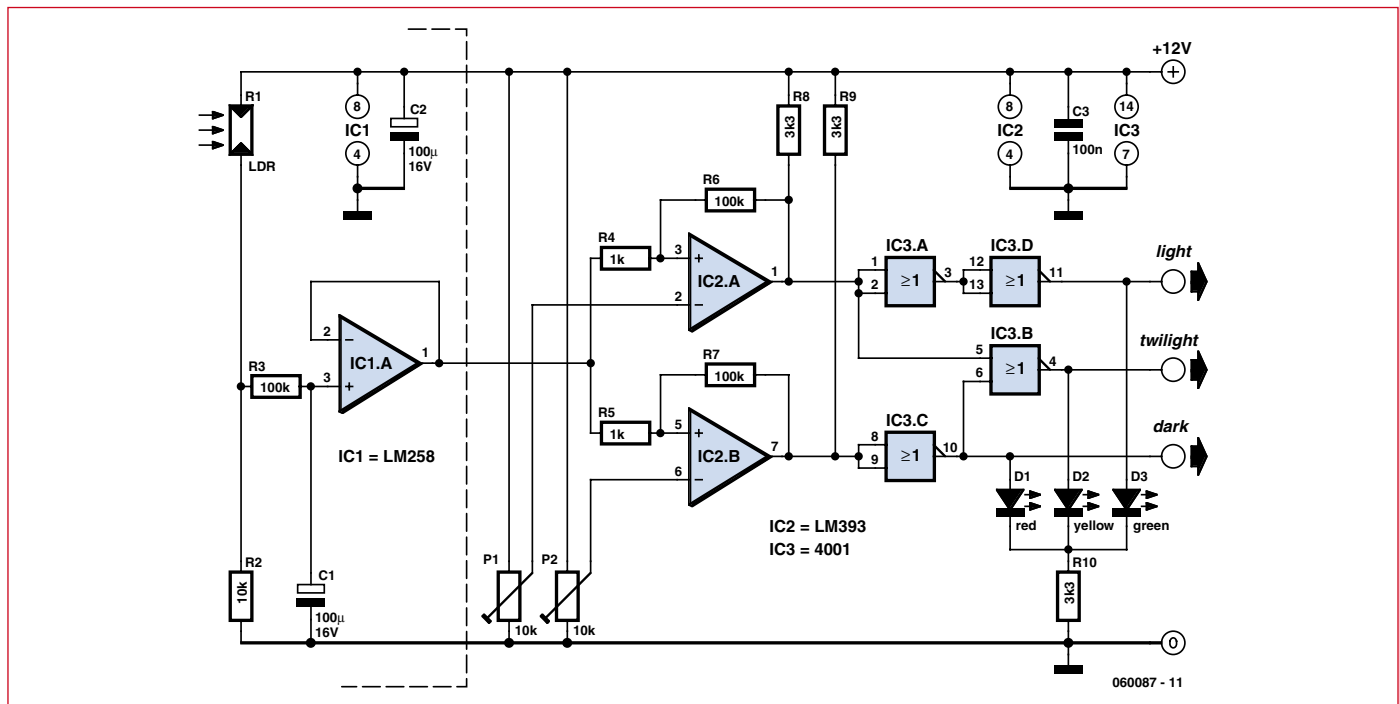 +12V
R1
LDR
8
IC1
4
C2
100µ
16V
R8
3k3
R9
3k3
8
IC2
4
C3
100n
14
IC3
7
R6
100k
R4
1k
3
+
2
−
IC2.A
1
IC3.A
1
2
≥1
3
IC3.D
12
13
≥1
11
light
IC3.B
5
6
≥1
4
twilight
2
−
3
+
IC1.A
1
R3
100k
IC1 = LM258
R7
100k
R5
1k
5
+
6
−
IC2.B
7
IC3.C
8
9
≥1
10
dark
D1
red
D2
yellow
D3
green
IC2 = LM393
IC3 = 4001
R2
10k
C1
100µ
16V
P1
10k
P2
10k
R10
3k3
0
060087 - 11